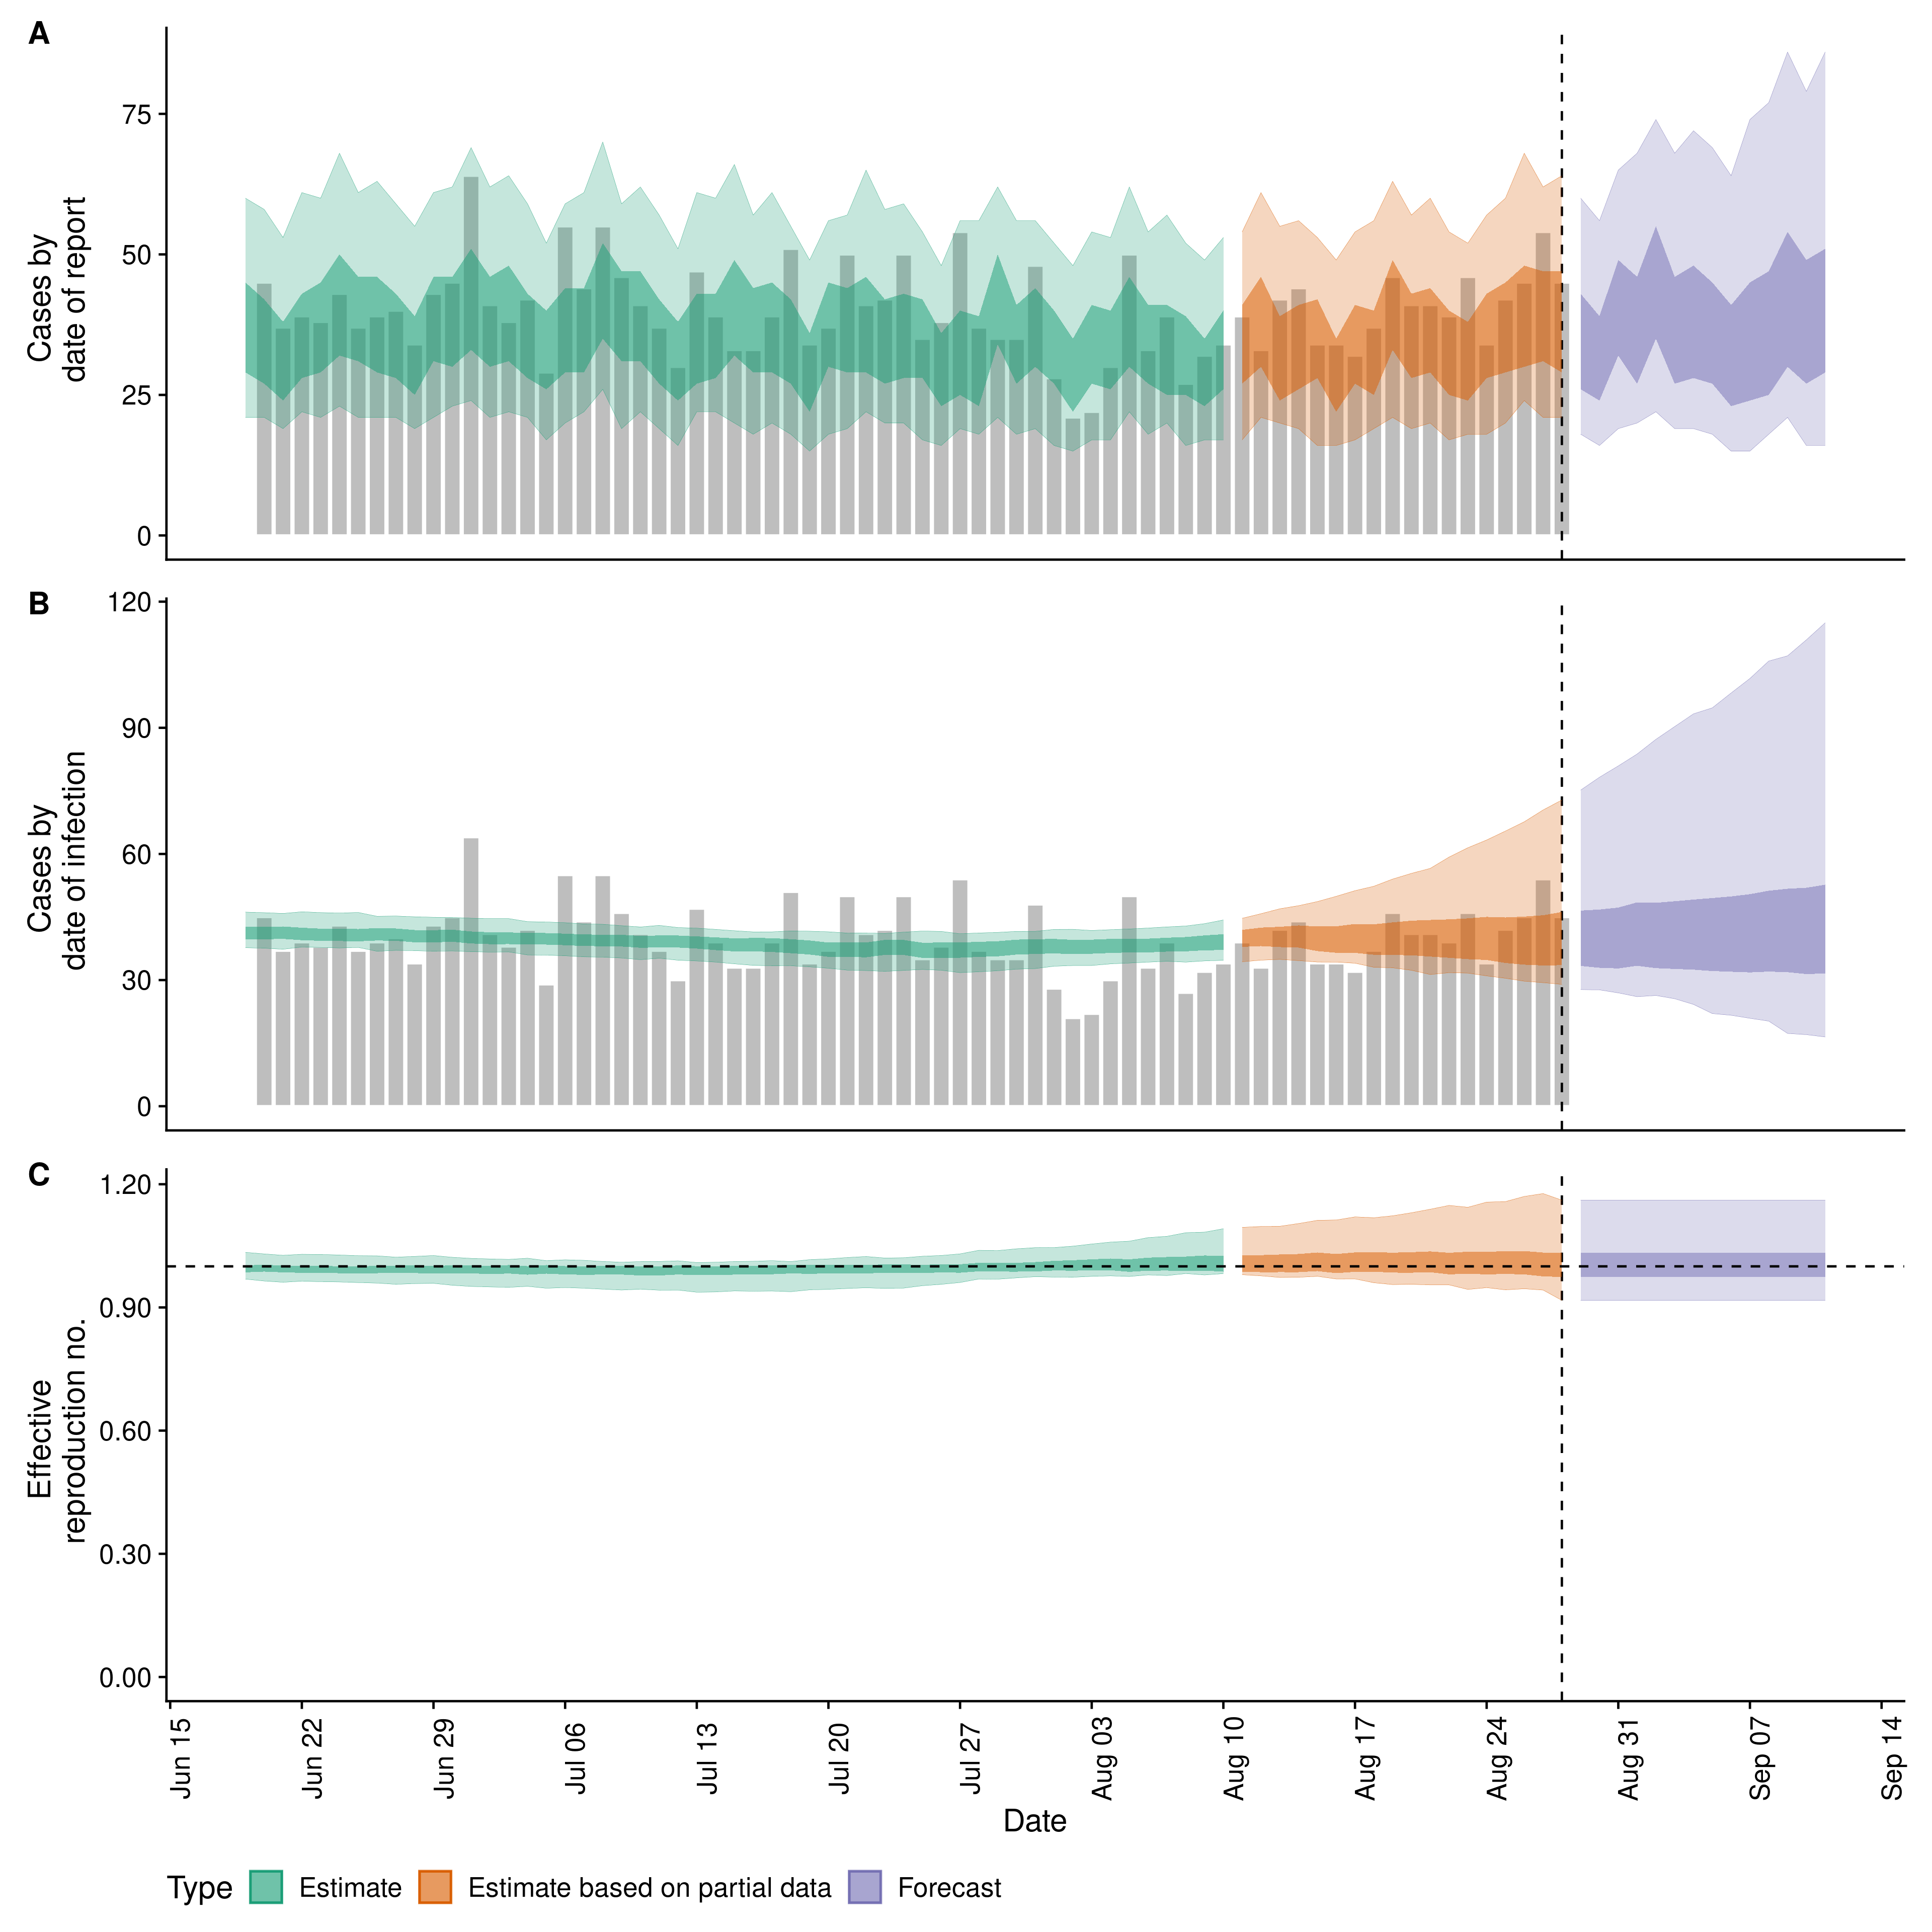 A
Cases by
date of report
75
50
25
0
B
Cases by
date of infection
120
90
60
30
0
C
Effective
reproduction no.
1.20
0.90
0.60
0.30
0.00
Jun 15
Jun 22
Jun 29
Jul 06
Jul 13
Jul 20
Jul 27
Aug 03
Aug 10
Aug 17
Aug 24
Aug 31
Sep 07
Sep 14
Date
Type Estimate Estimate based on partial data Forecast